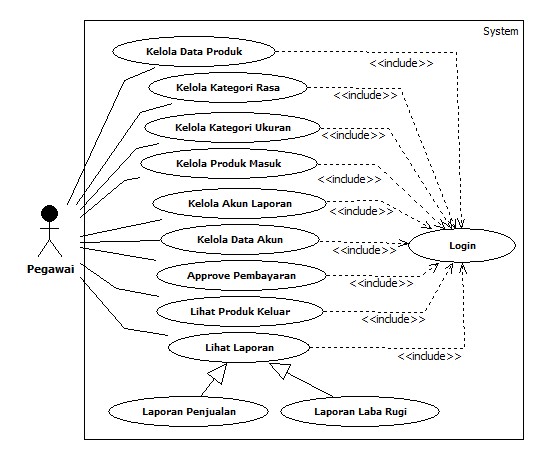 System
Kelola Data Produk
<<include>>
Kelola Kategori Rasa
<<include>>
Kelola Kategori Ukuran
<<include>>
Kelola Produk Masuk
<<include>>
Kelola Akun Laporan
<<include>>
Kelola Data Akun
<<include>>
Login
Pegawai
Approve Pembayaran
<<include>>
Lihat Produk Keluar
<<include>>
Lihat Laporan
<<include>>
Laporan Penjualan
Laporan Laba Rugi